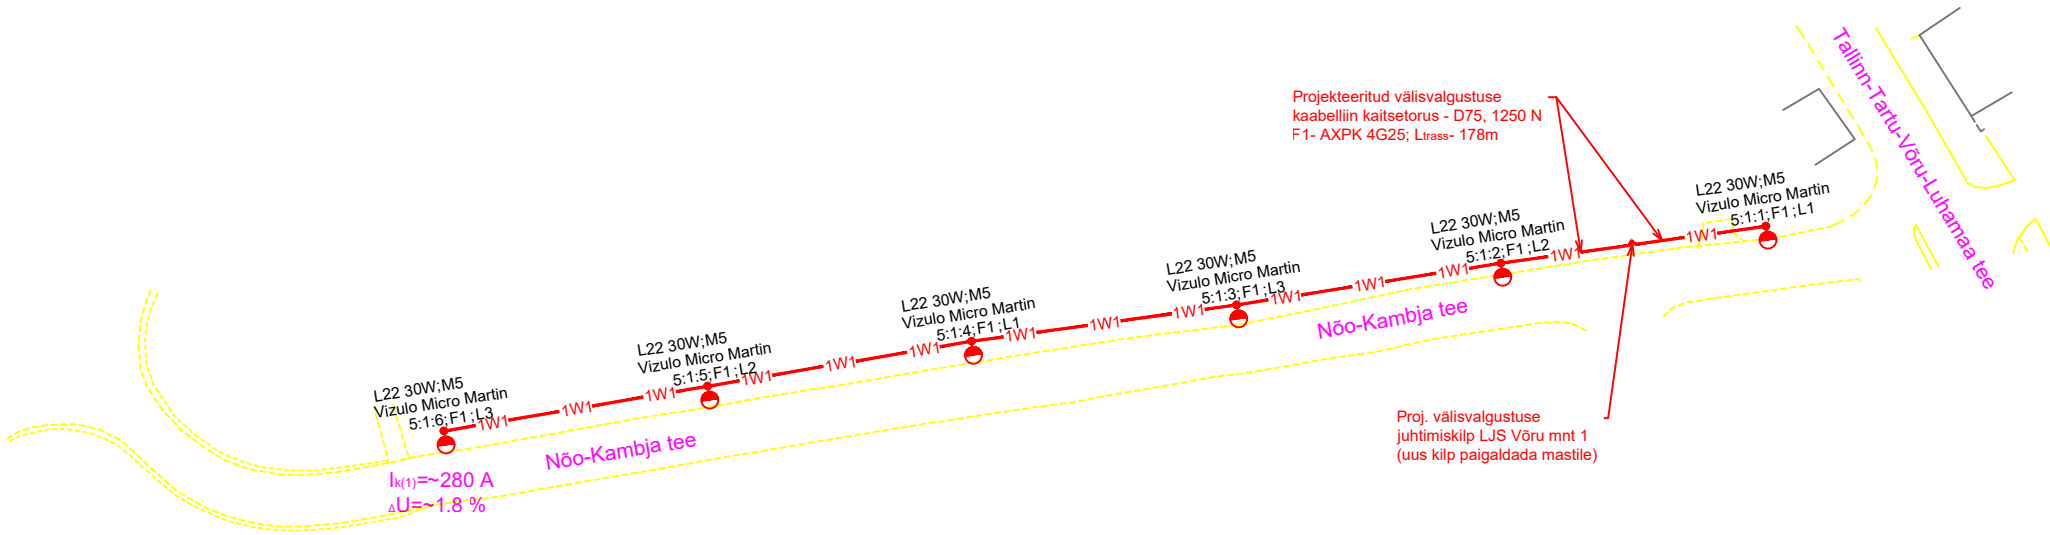 Tallinn-Tartu-Võru-Luhamaa tee
Projekteeritud välisvalgustuse
kaabelliin kaitsetorus - D75, 1250 N
F1- AXPK 4G25; Ltrass- 178m
L22 30W;M5
Vizulo Micro Martin
5:1:1;F1;L1
1W1
L22 30W;M5
Vizulo Micro Martin
5:1:2;F1;L2
1W1
1W1
1W1
L22 30W;M5
Vizulo Micro Martin
5:1:3;F1;L3
1W1
1W1
1W1
1W1
L22 30W;M5
Vizulo Micro Martin
5:1:4;F1;L1
1W1
1W1
1W1
L22 30W;M5
Vizulo Micro Martin
5:1:5;F1;L2
1W1
1W1
1W1
L22 30W;M5
Vizulo Micro Martin
5:1:6;F1;L3
1W1
Nõo-Kambja tee
Nõo-Kambja tee
Proj. välisvalgustuse
juhtimiskilp LJS Võru mnt 1
(uus kilp paigaldada mastile)
Ik(1)=~280 A
ΔU=~1.8 %